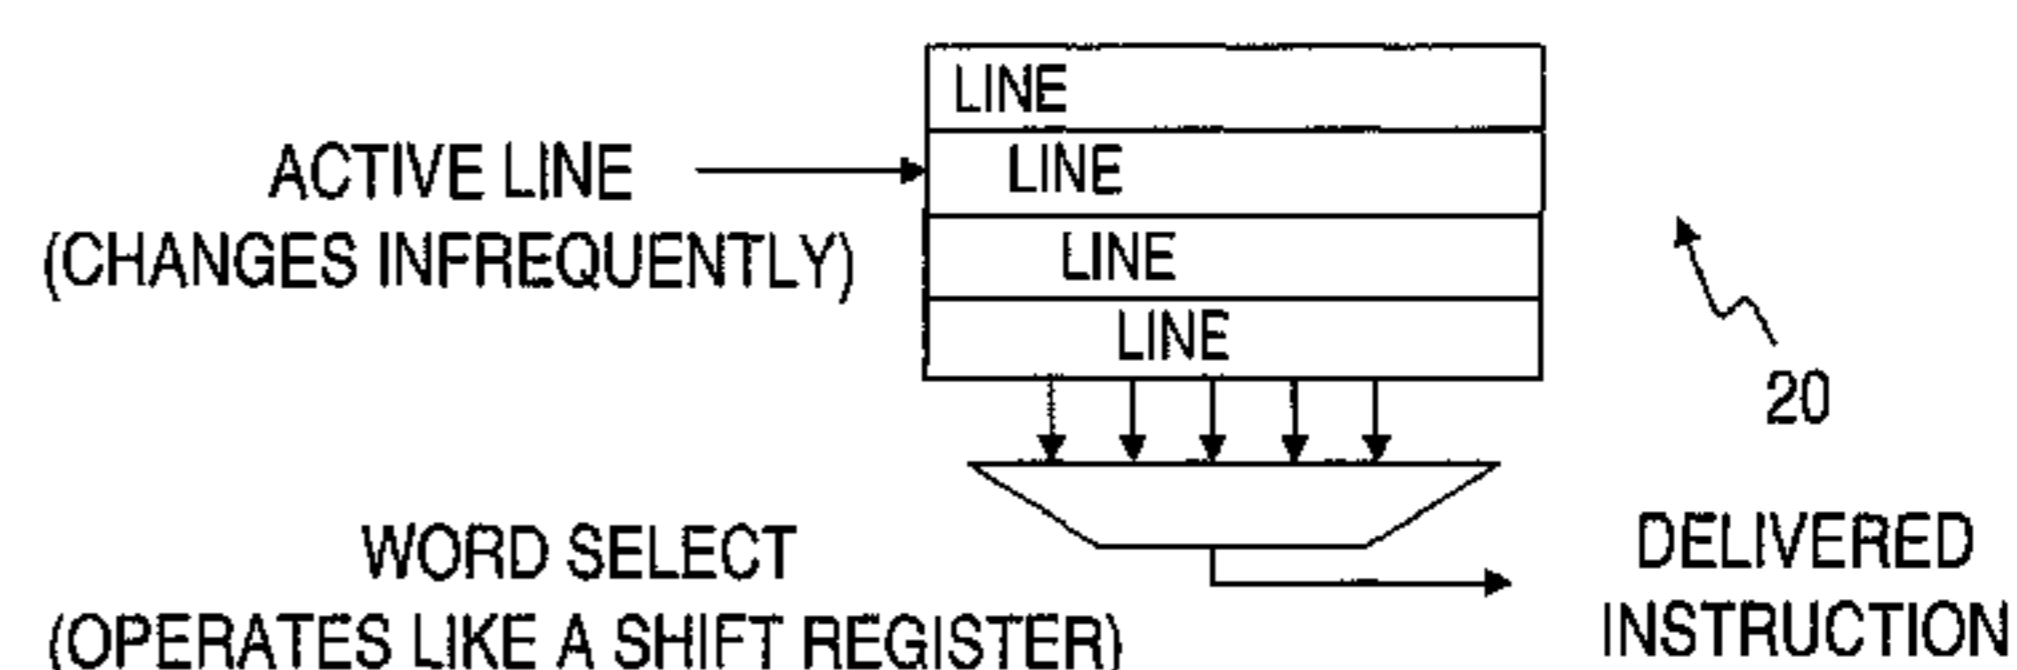 LINE
ACTIVE LINE
LINE
(CHANGES INFREQUENTLY)
LINE
LINE
20
WORD SELECT
(OPERATES LIKE A SHIFT REGISTER)
DELIVERED
INSTRUCTION